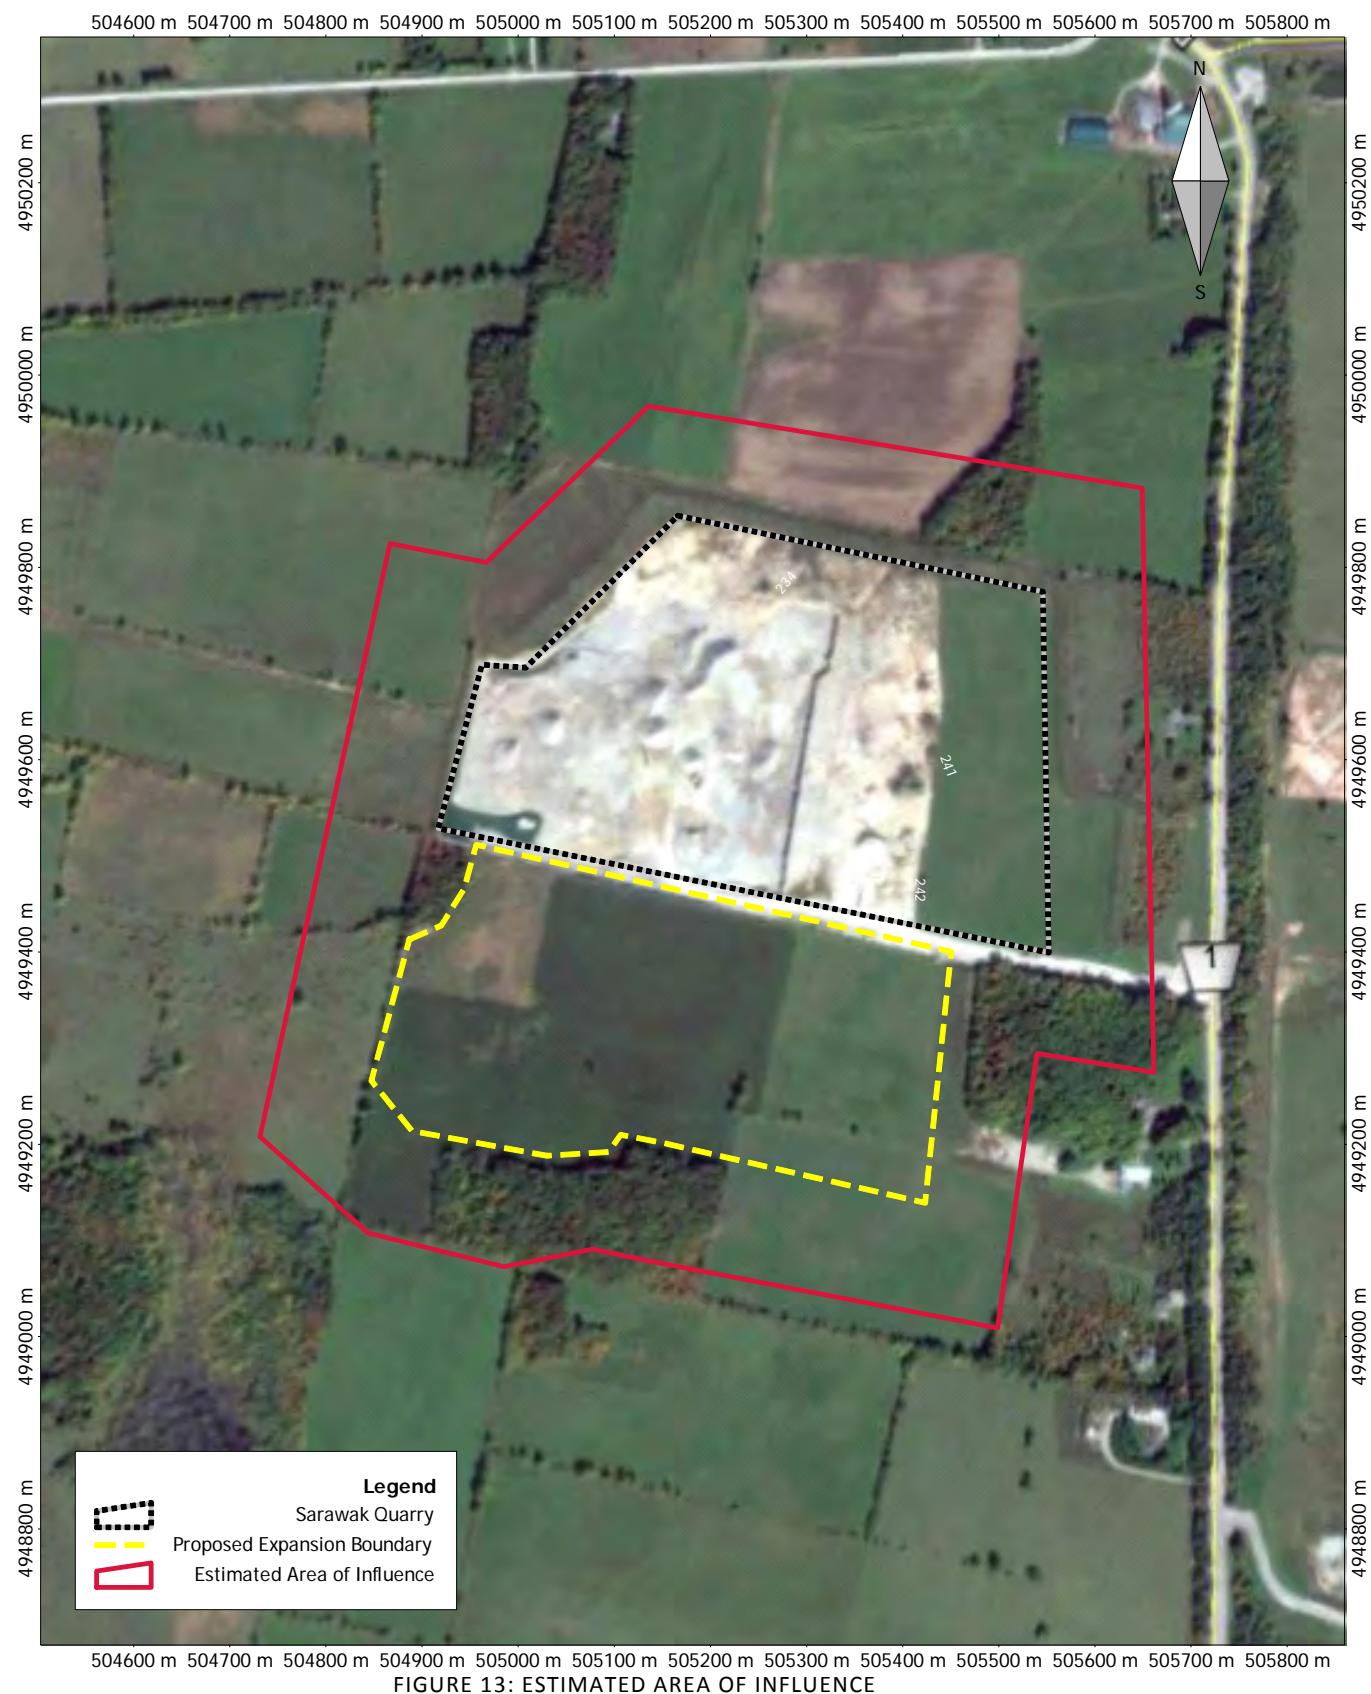 504600 m 504700 m 504800 m 504900 m 505000 m 505100 m 505200 m 505300 m 505400 m 505500 m 505600 m 505700 m 505800 m
N
S
4950200 m
4950200 m
4950000 m
4950000 m
4949800 m
4949800 m
234
4949600 m
241
4949600 m
242
4949400 m
1
4949400 m
4949200 m
4949200 m
4949000 m
4949000 m
4948800 m
4948800 m
Legend
Sarawak Quarry
Proposed Expansion Boundary
Estimated Area of Influence
504600 m 504700 m 504800 m 504900 m 505000 m 505100 m 505200 m 505300 m 505400 m 505500 m 505600 m 505700 m 505800 m
FIGURE 13: ESTIMATED AREA OF INFLUENCE